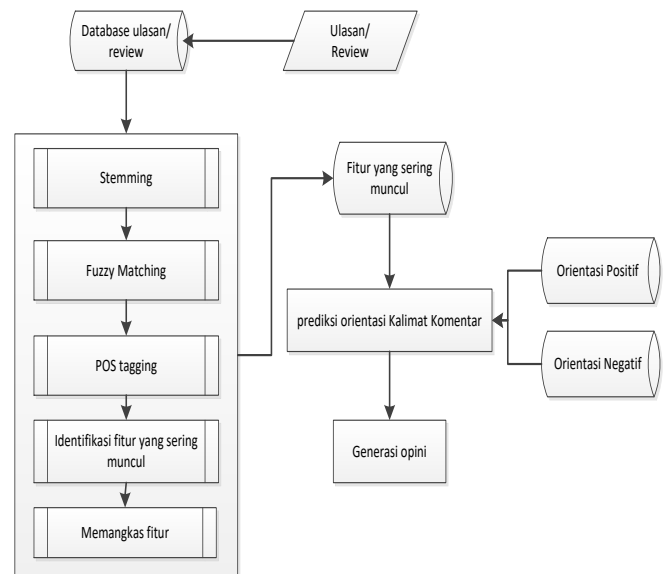 Database ulasan/
review
Ulasan/
Review
Stemming
Fuzzy Matching
POS tagging
Identifikasi fitur yang sering
muncul
Memangkas fitur
Fitur yang sering
muncul
prediksi orientasi Kalimat Komentar
Orientasi Positif
Orientasi Negatif
Generasi opini